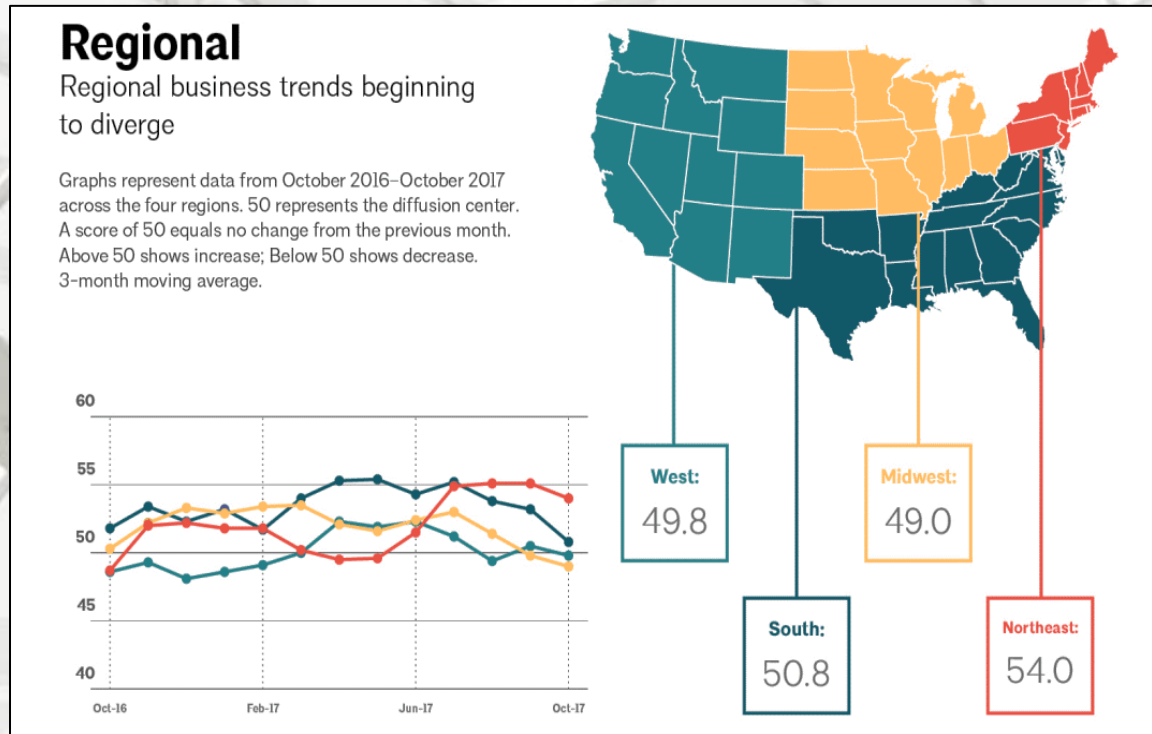 Regional
Regional business trends beginning
to diverge
Graphs represent data from October 2016–October 2017
across the four regions. 50 represents the diffusion center.
A score of 50 equals no change from the previous month.
Above 50 shows increase; Below 50 shows decrease.
3-month moving average.
60
55
50
45
40
Oct-16
Feb-17
Jun-17
Oct-17
West:
49.8
Midwest:
49.0
South:
50.8
Northeast:
54.0